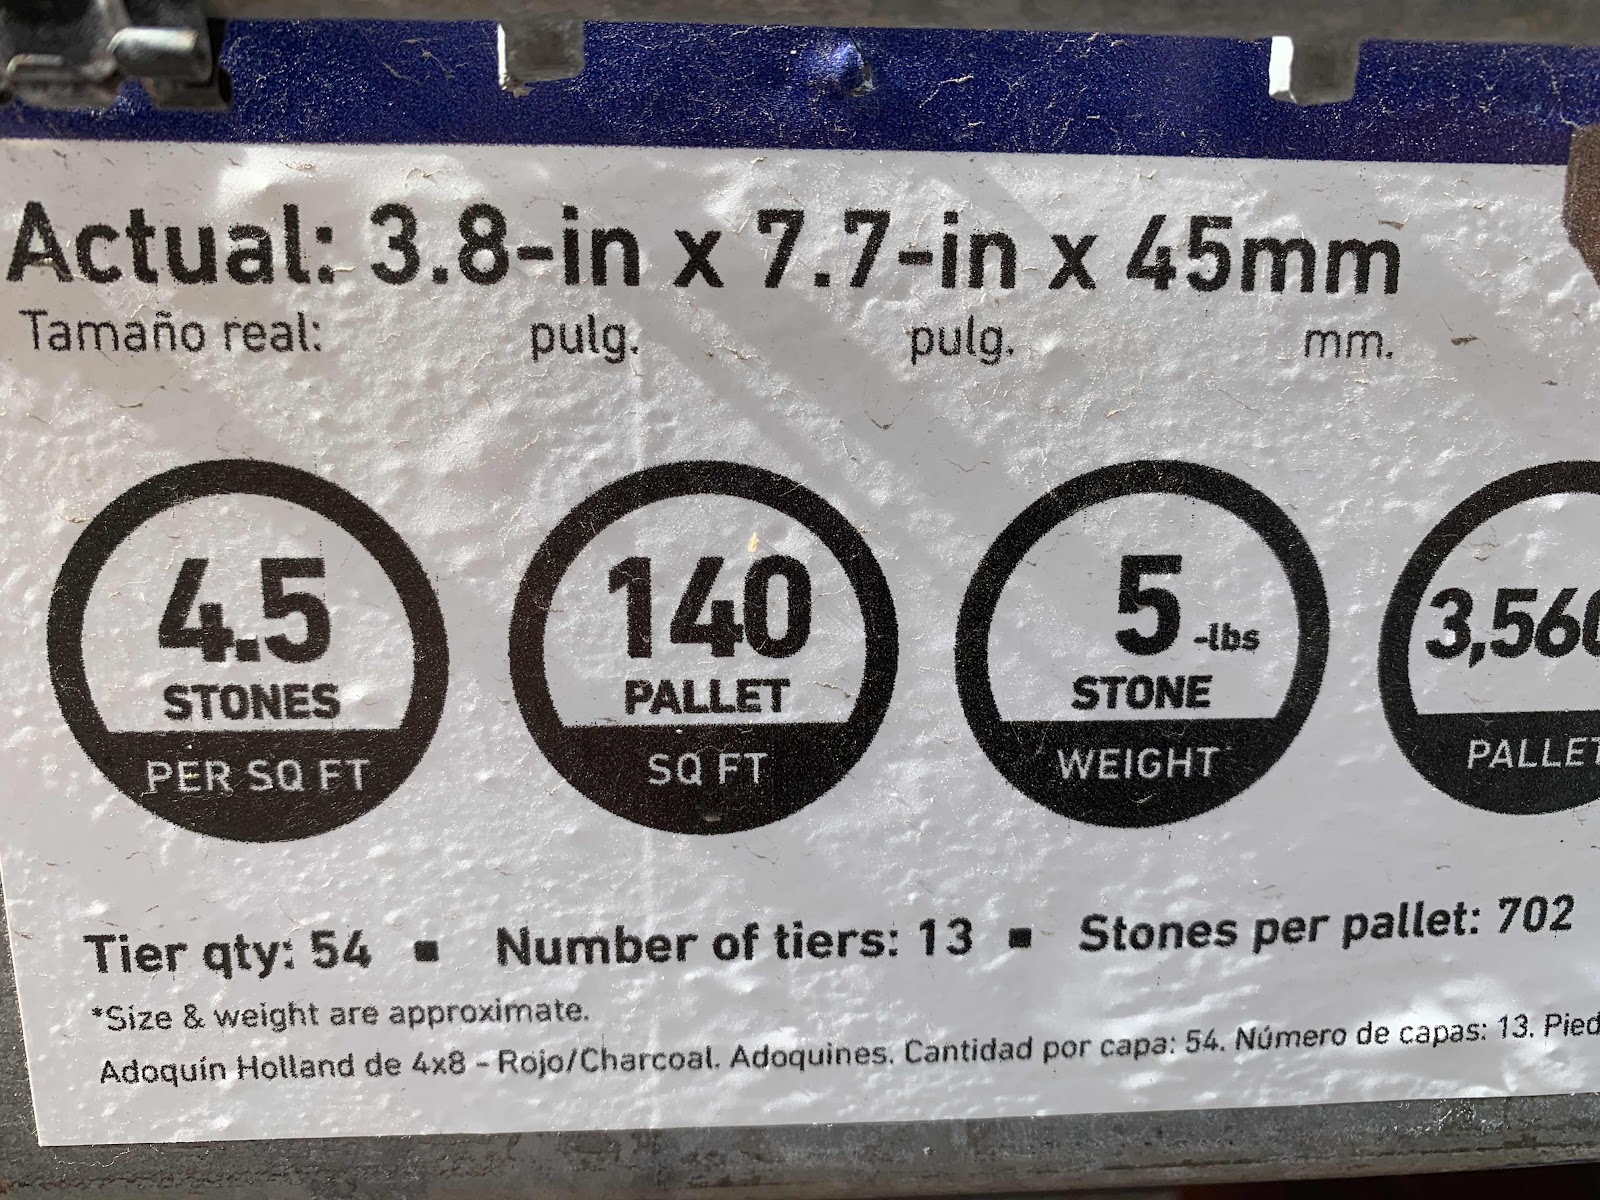 Actual: 3.8-in x 7.7-in x 45mm
Tamaño real: pulg. pulg. mm.
4.5
STONES
PER SQ FT
140
PALLET
SQ FT
5 -lbs
STONE
WEIGHT
3,560
PALLET
Tier qty: 54 ▪ Number of tiers: 13 ▪ Stones per pallet: 702
*Size & weight are approximate.
Adoquín Holland de 4x8 - Rojo/Charcoal. Adoquines. Cantidad por capa: 54. Número de capas: 13.